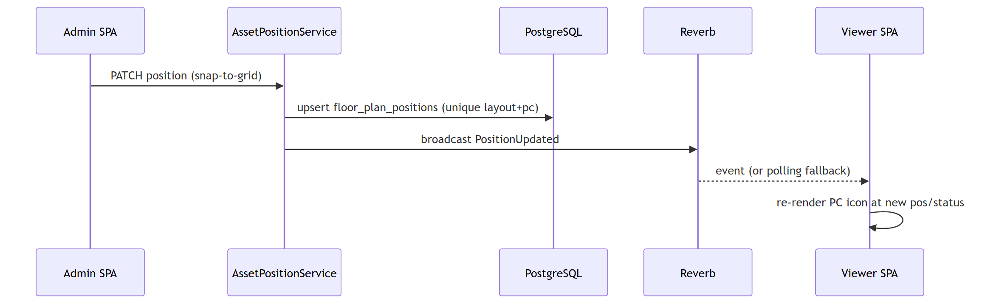 Admin SPA
AssetPositionService
PostgreSQL
Reverb
Viewer SPA
PATCH position (snap-to-grid)
upsert floor_plan_positions (unique layout+pc)
broadcast PositionUpdated
event (or polling fallback)
re-render PC icon at new pos/status
Admin SPA
AssetPositionService
PostgreSQL
Reverb
Viewer SPA